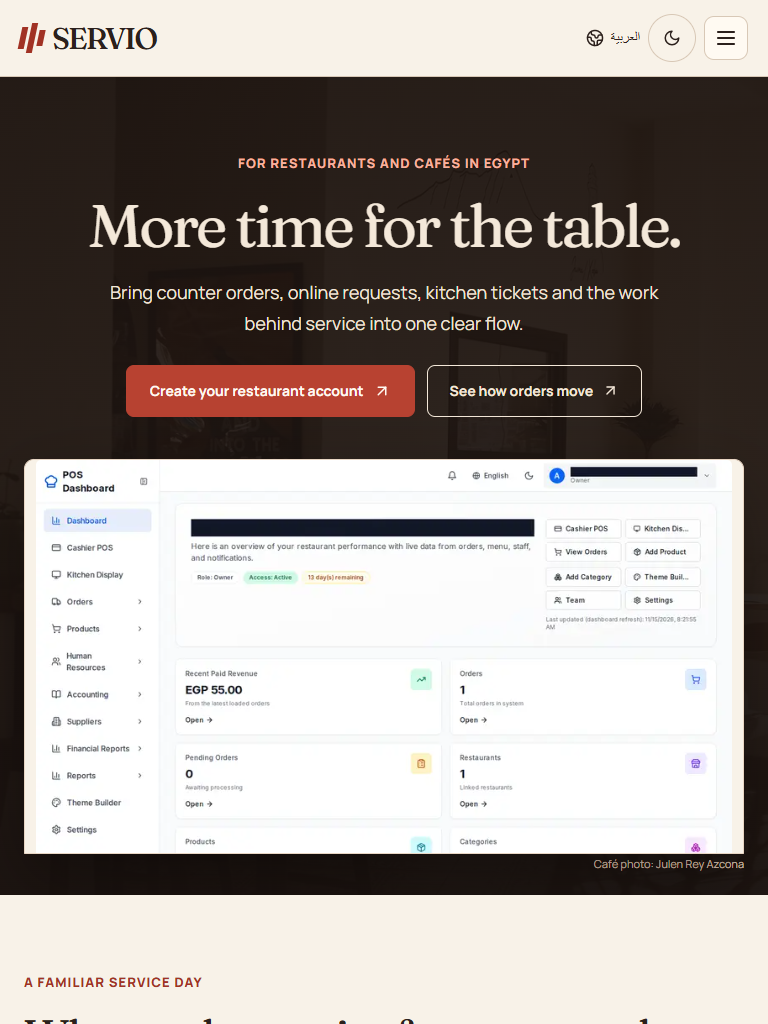 SERVIO
العربية
FOR RESTAURANTS AND CAFÉS IN EGYPT
More time for the table.
Bring counter orders, online requests, kitchen tickets and the work
behind service into one clear flow.
Create your restaurant account
See how orders move
POS
Dashboard
English
A
Owner
Dashboard
Cashier POS
Kitchen Display
Orders
Products
Human
Resources
Accounting
Suppliers
Financial Reports
Reports
Theme Builder
Settings
Here is an overview of your restaurant performance with live data from orders, menu, staff,
and notifications.
Role: Owner
Access: Active
13 day(s) remaining
Cashier POS
Kitchen Dis...
View Orders
Add Product
Add Category
Theme Buil...
Team
Settings
Last updated (dashboard refresh): 11/15/2028, 8:21:55
AM
Recent Paid Revenue
EGP 55.00
From the latest loaded orders
Open →
Orders
1
Total orders in system
Open →
Pending Orders
0
Awaiting processing
Open →
Restaurants
1
Linked restaurants
Open →
Products
Categories
Café photo: Julen Rey Azcona
A FAMILIAR SERVICE DAY